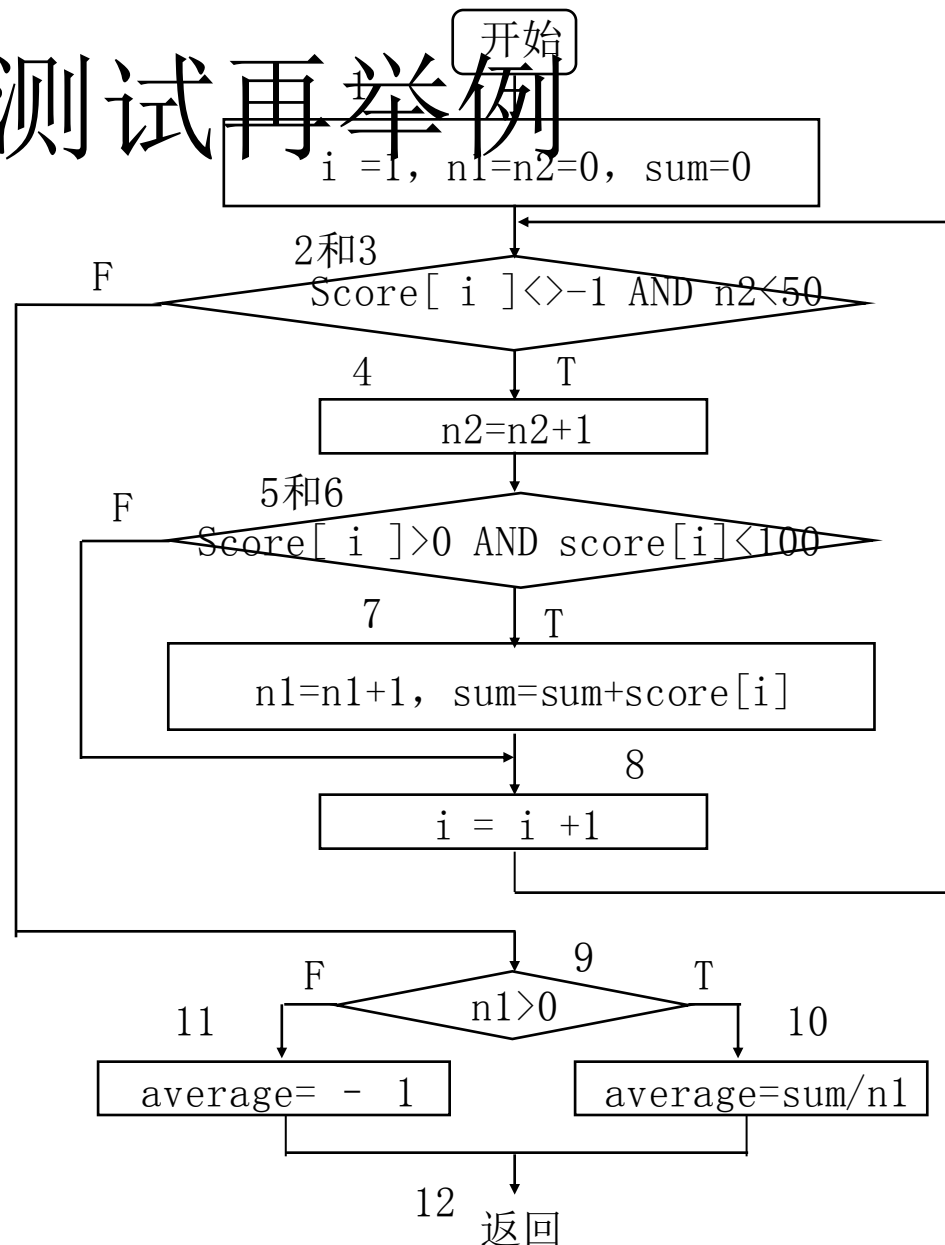 开始
测试再举例
1
i =1, n1=n2=0, sum=0
2和3
F
Score[ i ]<>-1 AND n2<50
4
T
n2=n2+1
5和6
F
Score[ i ]>0 AND score[i]<100
7
T
n1=n1+1, sum=sum+score[i]
8
i = i +1
9
F
T
n1>0
11
10
average= – 1
average=sum/n1
12
返回